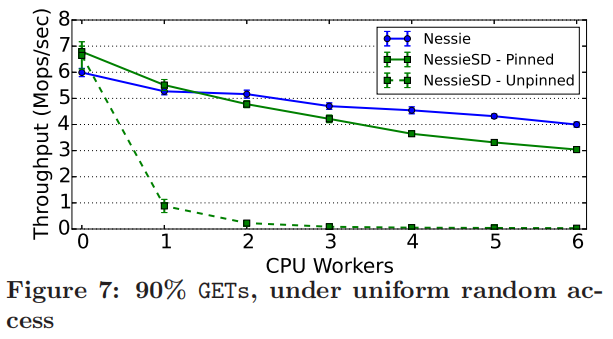 8
7
6
5
4
3
2
1
0
Throughput (Mops/sec)
Nessie
NessieSD - Pinned
NessieSD - Unpinned
0 1 2 3 4 5 6
CPU Workers
Figure 7: 90% GETs, under uniform random ac-
cess